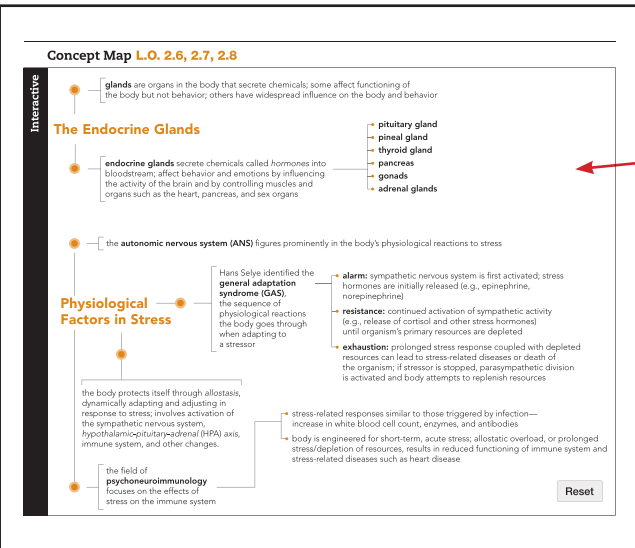 Concept Map L.O. 2.6, 2.7, 2.8
Interactive
glands are organs in the body that secrete chemicals; some affect functioning of
the body but not behavior; others have widespread influence on the body and behavior
The Endocrine Glands
endocrine glands secrete chemicals called hormones into
bloodstream; affect behavior and emotions by influencing
the activity of the brain and by controlling muscles and
organs such as the heart, pancreas, and sex organs
pituitary gland
pineal gland
thyroid gland
pancreas
gonads
adrenal glands
the autonomic nervous system (ANS) figures prominently in the body's physiological reactions to stress
Physiological
Factors in Stress
Hans Selye identified the
general adaptation
syndrome (GAS),
the sequence of
physiological reactions
the body goes through
when adapting to
a stressor
alarm: sympathetic nervous system is first activated; stress
hormones are initially released (e.g., epinephrine,
norepinephrine)
resistance: continued activation of sympathetic activity
(e.g., release of cortisol and other stress hormones)
until organism's primary resources are depleted
exhaustion: prolonged stress response coupled with depleted
resources can lead to stress-related diseases or death of
the organism; if stressor is stopped, parasympathetic division
is activated and body attempts to replenish resources
the body protects itself through allostasis,
dynamically adapting and adjusting in
response to stress; involves activation of
the sympathetic nervous system,
hypothalamic-pituitary-adrenal (HPA) axis,
immune system, and other changes.
the field of
psychoneuroimmunology
focuses on the effects of
stress on the immune system
stress-related responses similar to those triggered by infection—
increase in white blood cell count, enzymes, and antibodies
body is engineered for short-term, acute stress; allostatic overload, or prolonged
stress/depletion of resources, results in reduced functioning of immune system and
stress-related diseases such as heart disease
Reset